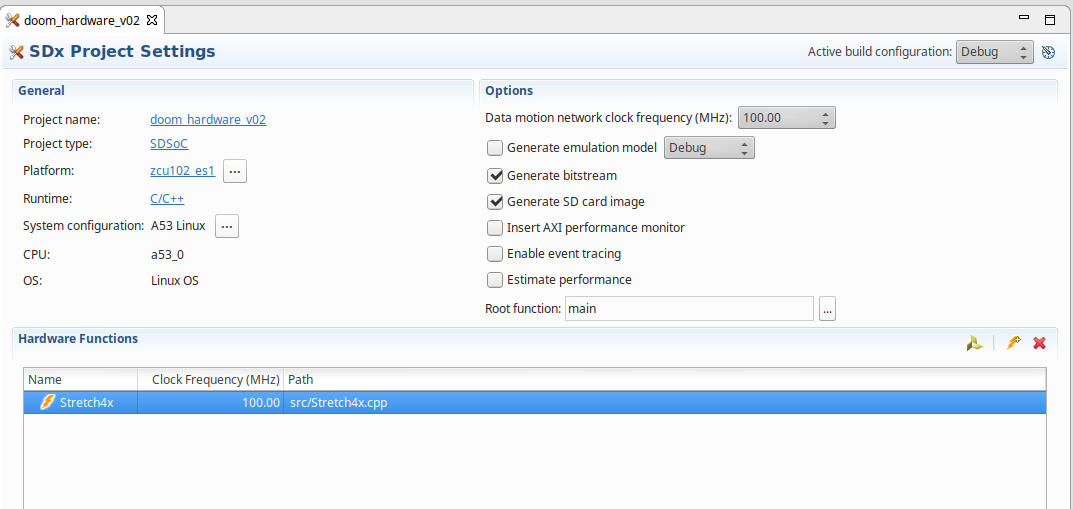 doom_hardware_v02
SDx Project Settings
Active build configuration: Debug
General
Project name: doom_hardware_v02
Project type: SDSoC
Platform: zcu102_es1 ...
Runtime: C/C++
System configuration: A53 Linux ...
CPU: a53_0
OS: Linux OS
Options
Data motion network clock frequency (MHz): 100.00
Generate emulation model Debug
Generate bitstream
Generate SD card image
Insert AXI performance monitor
Enable event tracing
Estimate performance
Root function: main ...
Hardware Functions
Name Clock Frequency (MHz) Path
Stretch4x 100.00 src/Stretch4x.cpp